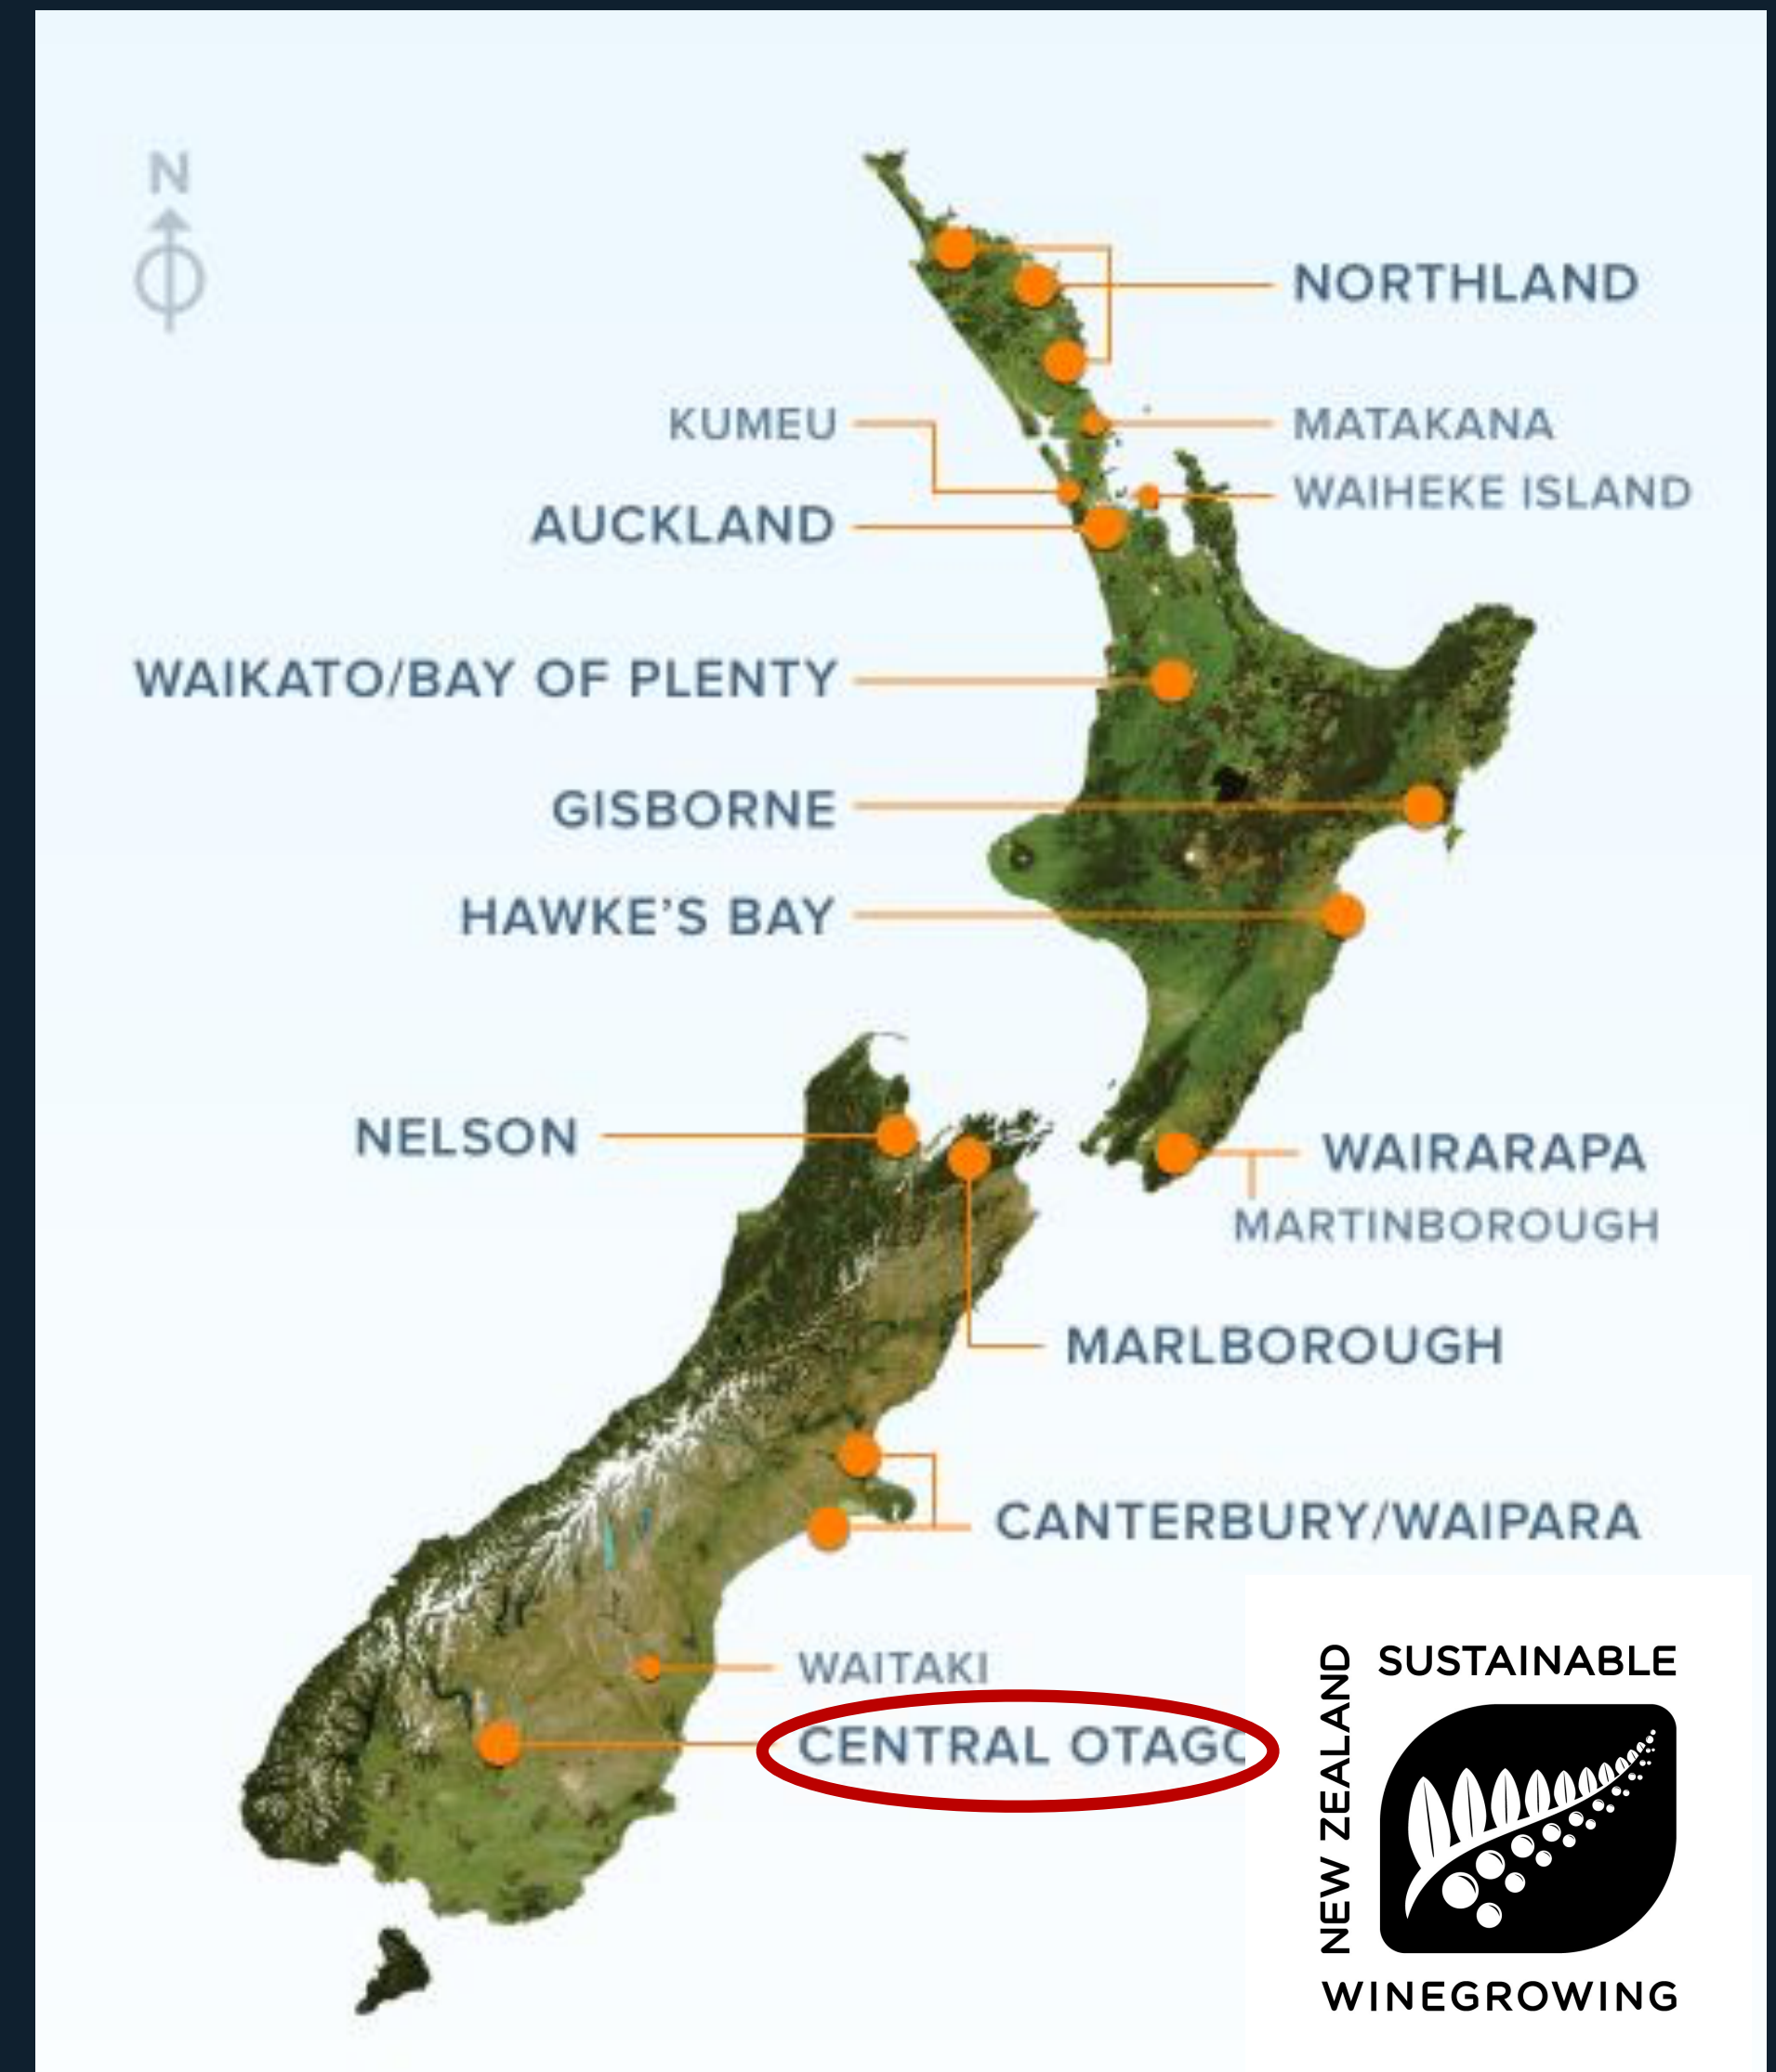 N
NORTHLAND
KUMEU
MATAKANA
WAIHEKE ISLAND
AUCKLAND
WAIKATO/BAY OF PLENTY
GISBORNE
HAWKE'S BAY
NELSON
WAIRARAPA
MARTINBOROUGH
MARLBOROUGH
CANTERBURY/WAIPARA
WAITAKI
CENTRAL OTAGO
NEW ZEALAND
SUSTAINABLE
WINEGROWING